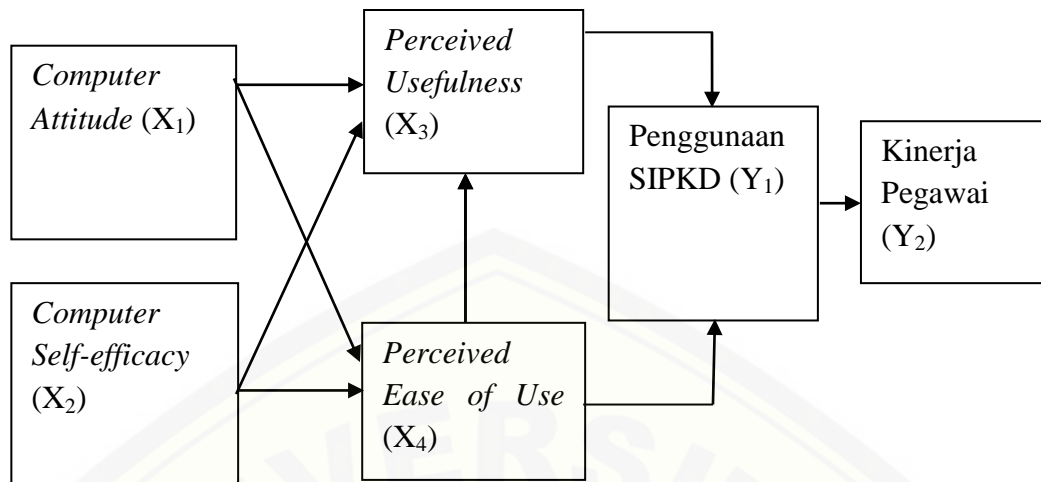 Computer
Attitude (X₁)
Perceived
Usefulness
(X₃)
Penggunaan
SIPKD (Y₁)
Kinerja
Pegawai
(Y₂)
Computer
Self-efficacy
(X₂)
Perceived
Ease of Use
(X₄)
VERSI